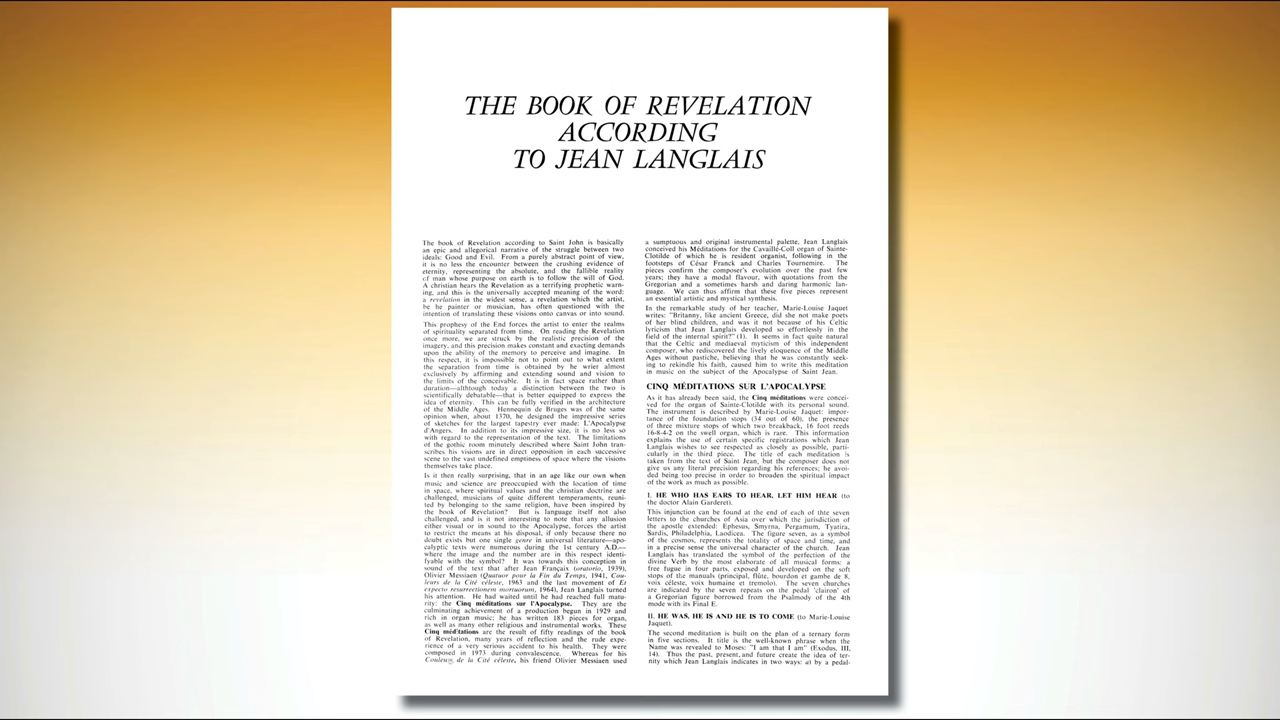 THE BOOK OF REVELATION
ACCORDING
TO JEAN LANGLAIS
The book of Revelation according to Saint John is basically
an epic and allegorical narrative of the struggle between two
ideals: Good and Evil. From a purely abstract point of view,
it is no less the encounter between the crushing evidence of
eternity, representing the absolute, and the fallible reality
of man whose purpose on earth is to follow the will of God.
A christian hears the Revelation as a terrifying prophetic warn-
ing, and this is the universally accepted meaning of the word:
a revelation in the widest sense, a revelation which the artist,
be he painter or musician, has often questioned with the
intention of translating these visions onto canvas or into sound.
This prophesy of the End forces the artist to enter the realms
of spirituality separated from time. On reading the Revelation
once more, we are struck by the realistic precision of the
imagery, and this precision makes constant and exacting demands
upon the ability of the memory to perceive and imagine. In
this respect, it is impossible not to point out to what extent
the separation from time is obtained by he wrier almost
exclusively by affirming and extending sound and vision to
the limits of the conceivable. It is in fact space rather than
duration—althtough today a distinction between the two is
scientifically debatable—that is better equipped to express the
idea of eternity. This can be fully verified in the architecture
of the Middle Ages. Hennequin de Bruges was of the same
opinion when, about 1370, he designed the impressive series
of sketches for the largest tapestry ever made: L'Apocalypse
d'Angers. In addition to its impressive size, it is no less so
with regard to the representation of the text. The limitations
of the gothic room minutely described where Saint John tran-
scribes his visions are in direct opposition in each successive
scene to the vast undefined emptiness of space where the visions
themselves take place.
Is it then really surprising, that in an age like our own when
music and science are preoccupied with the location of time
in space, where spiritual values and the christian doctrine are
challenged, musicians of quite different temperaments, reuni-
ted by belonging to the same religion, have been inspired by
the book of Revelation? But is language itself not also
challenged, and is it not interesting to note that any allusion
either visual or in sound to the Apocalypse, forces the artist
to restrict the means at his disposal, if only because there no
doubt exists but one single genre in universal literature—apo-
calyptic texts were numerous during the 1st century A.D.—
where the image and the number are in this respect identi-
fyable with the symbol? It was towards this conception in
sound of the text that after Jean Françaix (oratorio, 1939),
Olivier Messiaen (Quatuor pour la Fin du Temps, 1941, Cou-
leurs de la Cité céleste, 1963 and the last movement of Et
expecto resurrectionem mortuorum, 1964), Jean Langlais turned
his attention. He had waited until he had reached full matu-
rity: the Cinq méditations sur l'Apocalypse. They are the
culminating achievement of a production begun in 1929 and
rich in organ music; he has written 183 pieces for organ,
as well as many other religious and instrumental works. These
Cinq méditations are the result of fifty readings of the book
of Revelation, many years of reflection and the rude expe-
rience of a very serious accident to his health. They were
composed in 1973 during convalescence. Whereas for his
Couleurs de la Cité céleste, his friend Olivier Messiaen used
a sumptuous and original instrumental palette, Jean Langlais
conceived his Méditations for the Cavaillé-Coll organ of Sainte-
Clotilde of which he is resident organist, following in the
footsteps of César Franck and Charles Tournemire. The
pieces confirm the composer's evolution over the past few
years; they have a modal flavour, with quotations from the
Gregorian and a sometimes harsh and daring harmonic lan-
guage. We can thus affirm that these five pieces represent
an essential artistic and mystical synthesis.
In the remarkable study of her teacher, Marie-Louise Jaquet
writes: "Britanny, like ancient Greece, did she not make poets
of her blind children, and was it not because of his Celtic
lyricism that Jean Langlais developed so effortlessly in the
field of the internal spirit?" (1). It seems in fact quite natural
that the Celtic and mediaeval myticism of this independent
composer, who rediscovered the lively eloquence of the Middle
Ages without pastiche, believing that he was constantly seek-
ing to rekindle his faith, caused him to write this meditation
in music on the subject of the Apocalypse of Saint Jean.
CINQ MÉDITATIONS SUR L'APOCALYPSE
As it has already been said, the Cinq méditations were concei-
ved for the organ of Sainte-Clotilde with its personal sound.
The instrument is described by Marie-Louise Jaquet: impor-
tance of the foundation stops (34 out of 60), the presence
of three mixture stops of which two breakback, 16 foot reeds
16-8-4-2 on the swell organ, which is rare. This information
explains the use of certain specific registrations which Jean
Langlais wishes to see respected as closely as possible, parti-
cularly in the third piece. The title of each meditation is
taken from the text of Saint Jean, but the composer does not
give us any literal precision regarding his references; he avoi-
ded being too precise in order to broaden the spiritual impact
of the work as much as possible.
I. HE WHO HAS EARS TO HEAR, LET HIM HEAR (to
the doctor Alain Garderet).
This injunction can be found at the end of each of thte seven
letters to the churches of Asia over which the jurisdiction of
the apostle extended: Ephesus, Smyrna, Pergamum, Tyatira,
Sardis, Philadelphia, Laodicea. The figure seven, as a symbol
of the cosmos, represents the totality of space and time, and
in a precise sense the universal character of the church. Jean
Langlais has translated the symbol of the perfection of the
divine Verb by the most elaborate of all musical forms: a
free fugue in four parts, exposed and developed on the soft
stops of the manuals (principal, flûte, bourdon et gambe de 8,
voix céleste, voix humaine et tremolo). The seven churches
are indicated by the seven repeats on the pedal 'clairon' of
a Gregorian figure borrowed from the Psalmody of the 4th
mode with its Final E.
II. HE WAS, HE IS AND HE IS TO COME (to Marie-Louise
Jaquet).
The second meditation is built on the plan of a ternary form
in five sections. It title is the well-known phrase when the
Name was revealed to Moses: "I am that I am" (Exodus, III,
14). Thus the past, present, and future create the idea of ter-
nity which Jean Langlais indicates in two ways: a) by a pedal-